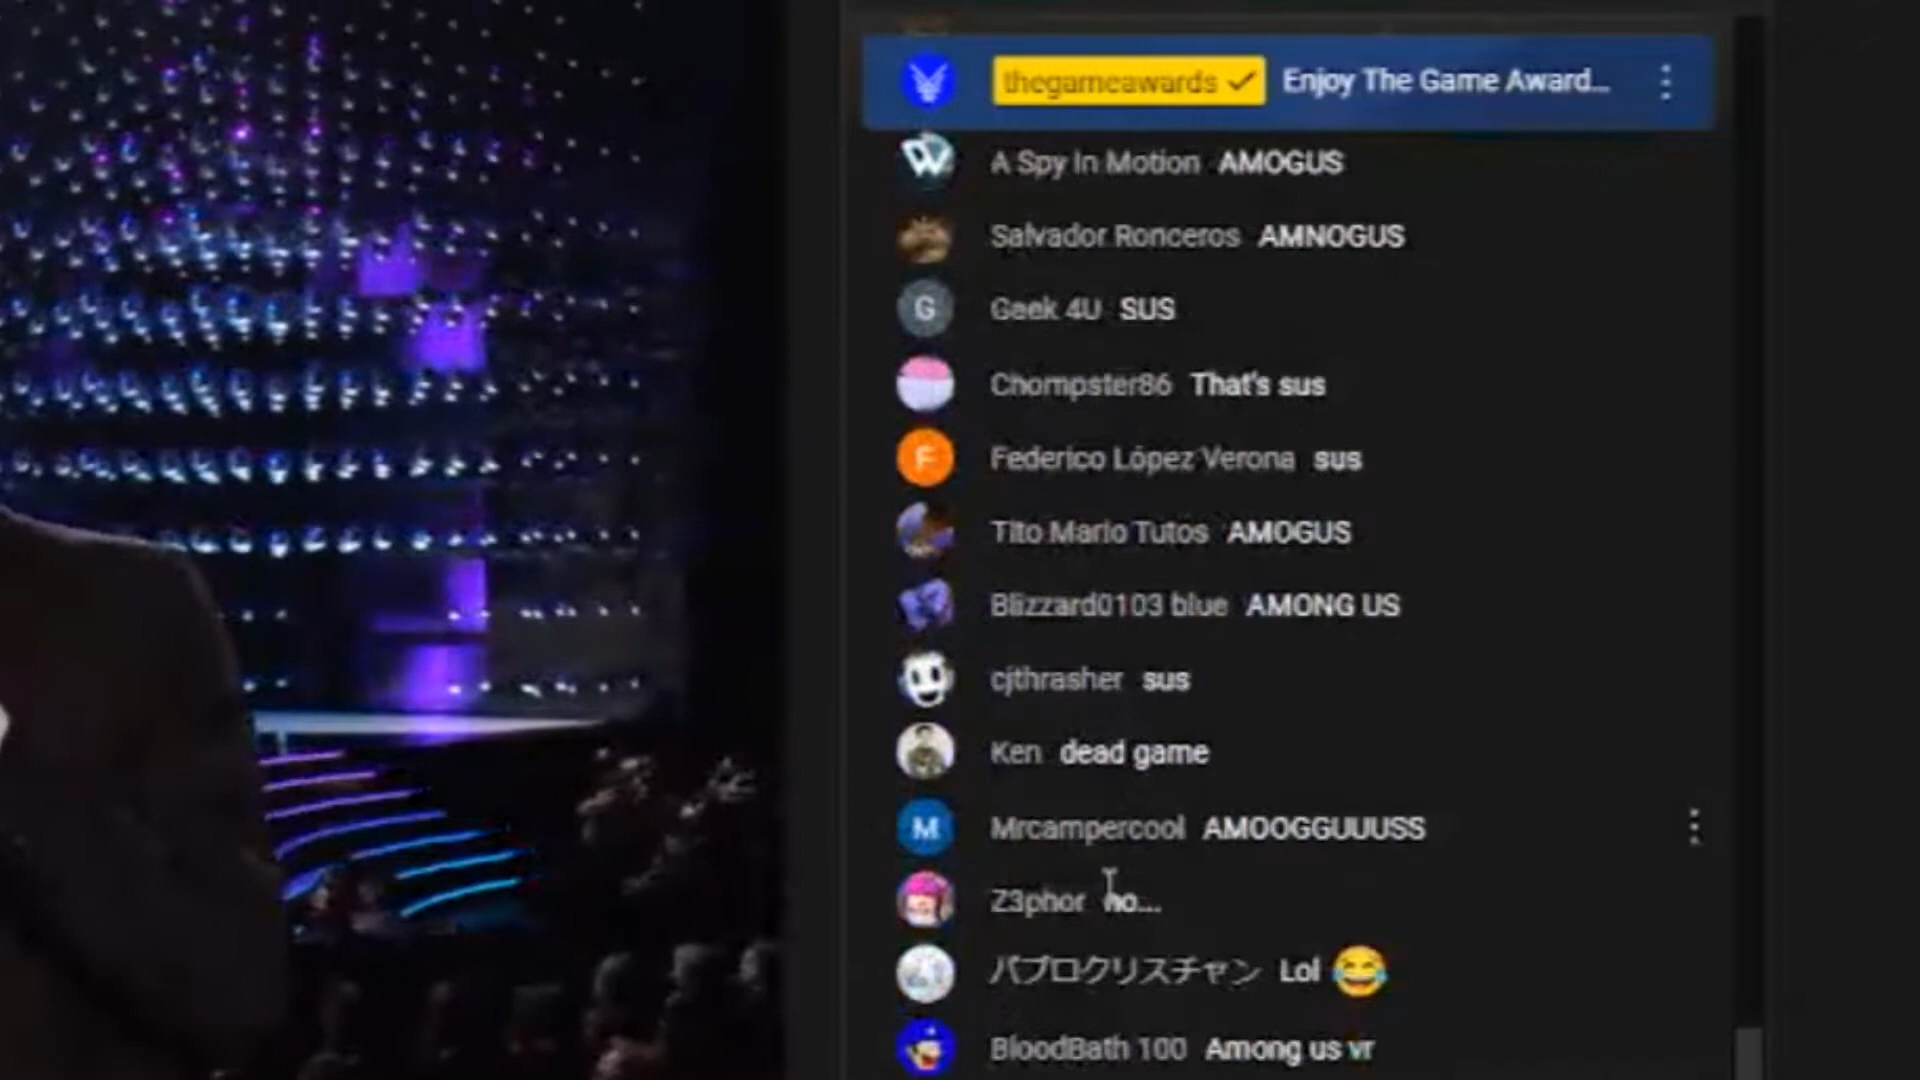 thegameawards Enjoy The Game Award...
A Spy In Motion AMOGUS
Salvador Ronceros AMNOGUS
G Geek 4U SUS
Chompster86 That's sus
F Federico López Verona sus
Tito Mario Tutos AMOGUS
Blizzard0103 blue AMONG US
cjthrasher sus
Ken dead game
M Mrcampercool AMOOGGUUUSS
Z3phor no...
パブロクリスチャン Lol 😂
BloodBath 100 Among us vr